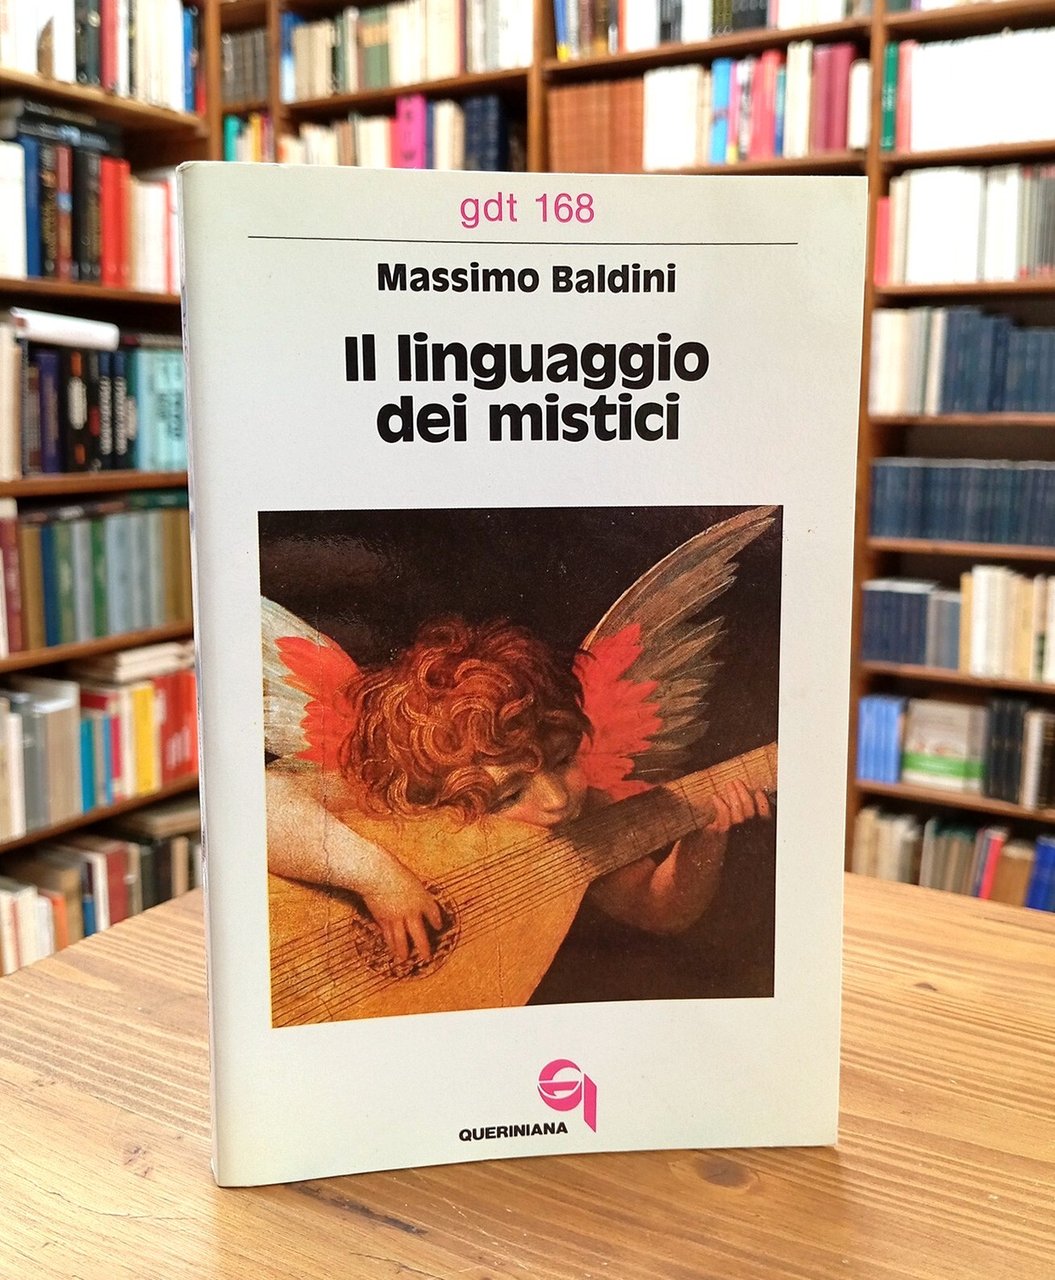 gdt 168
Massimo Baldini
Il linguaggio
dei mistici
QUERINIANA